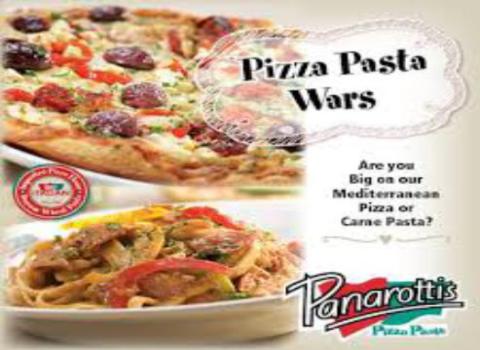 Pizza Pasta
Wars
Are you
Big on our
Mediterranean
Pizza or
Carne Pasta?
Panarottis
Pizza Pasta